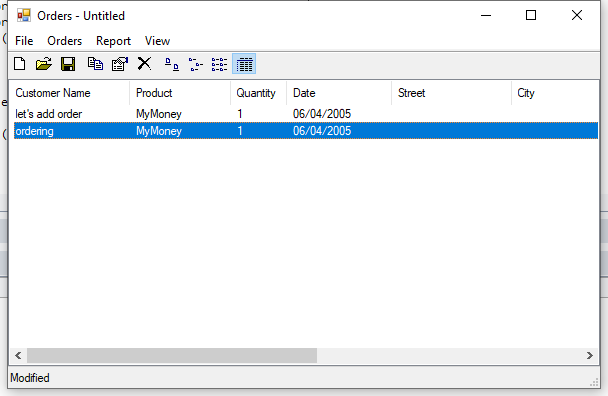 Orders - Untitled
File Orders Report View
Customer Name Product Quantity Date Street City
let's add order MyMoney 1 06/04/2005
ordering MyMoney 1 06/04/2005
Modified